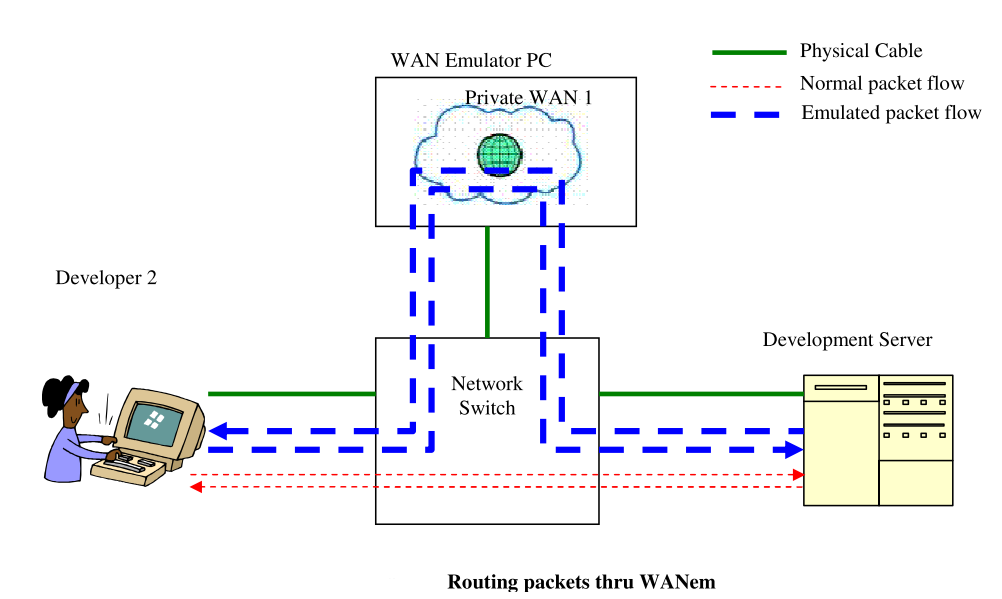 WAN Emulator PC
Private WAN 1
Physical Cable
Normal packet flow
Emulated packet flow
Developer 2
Development Server
Network
Switch
Routing packets thru WANem